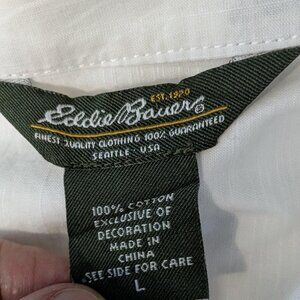 EST. 1920
Eddie Bauer®
FINEST QUALITY CLOTHING 100% GUARANTEED
SEATTLE · USA
100% COTTON
EXCLUSIVE OF
DECORATION
MADE IN
CHINA
SEE SIDE FOR CARE
L